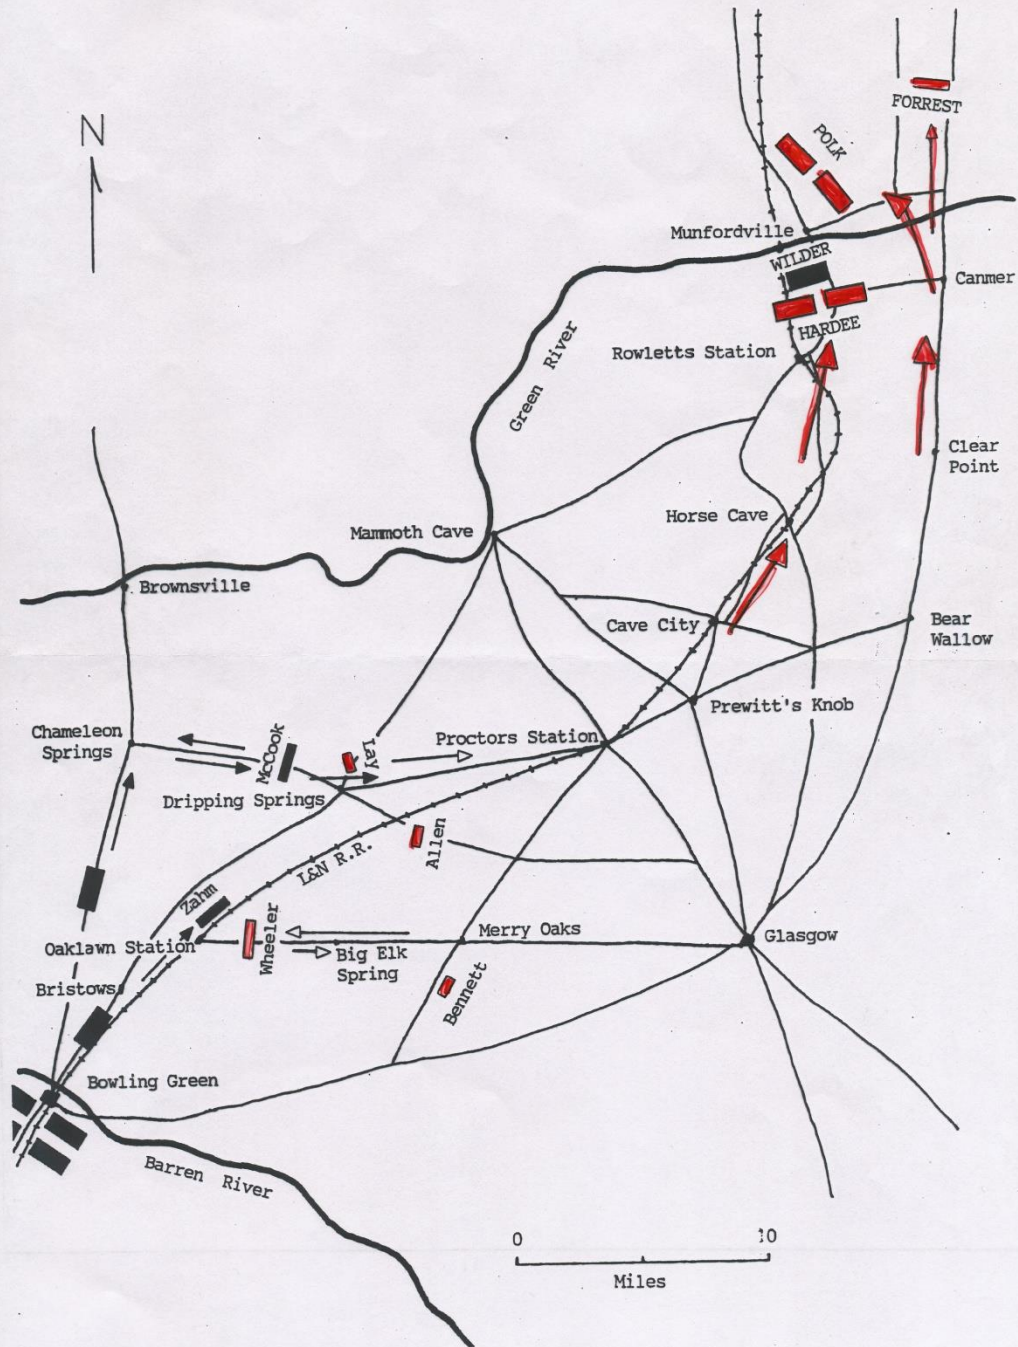 N
FORREST
POLK
Munfordville
WILDER
Canmer
HARDEE
Rowletts Station
Green River
Clear
Point
Horse Cave
Mammoth Cave
Brownsville
Cave City
Bear
Wallow
Prewitt's Knob
Chameleon
Springs
McCook
Lay
Proctors Station
Dripping Springs
Allen
L&N R.R.
Zahm
Wheeler
Oaklawn Station
Merry Oaks
Glasgow
Big Elk
Spring
Bristows
Bennett
Bowling Green
Barren River
0
10
Miles